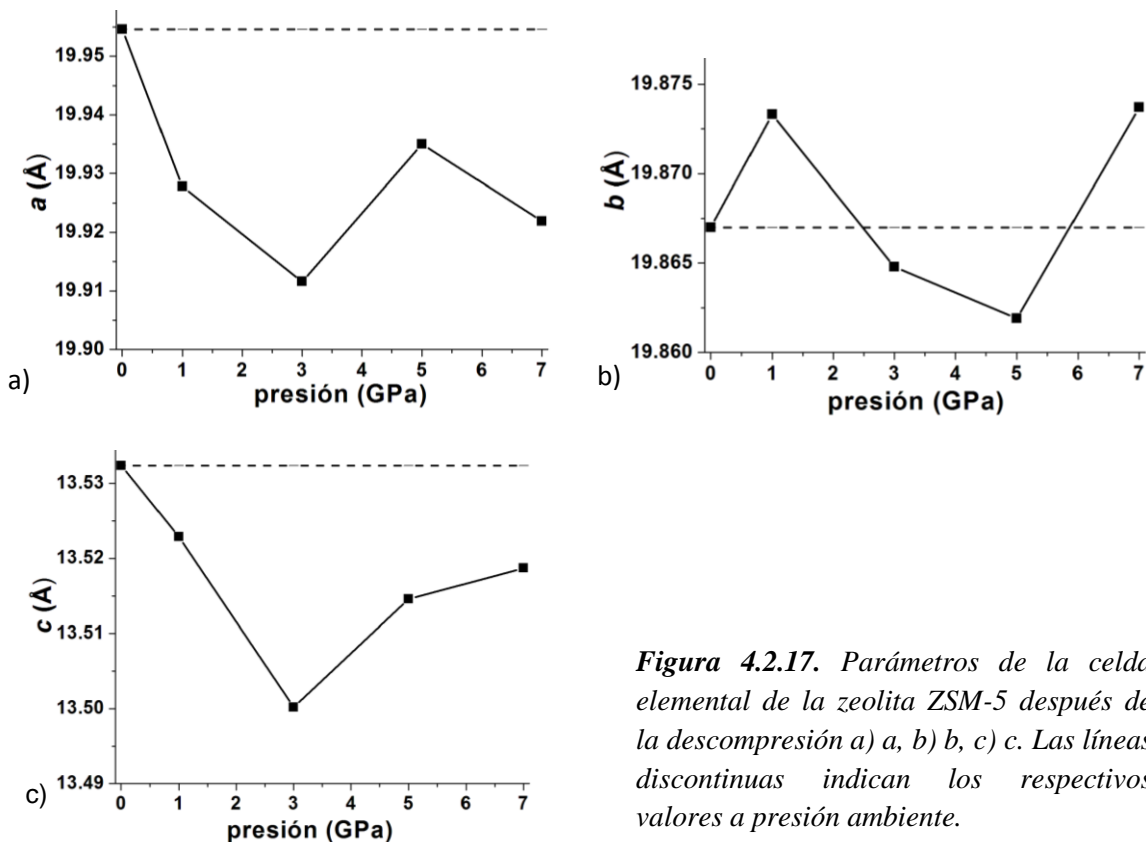 19.95
19.94
19.93
19.92
19.91
19.90
a (Å)
0 1 2 3 4 5 6 7
presión (GPa)
a)
19.875
19.870
19.865
19.860
b (Å)
0 1 2 3 4 5 6 7
presión (GPa)
b)
13.53
13.52
13.51
13.50
13.49
c (Å)
0 1 2 3 4 5 6 7
presión (GPa)
c)
Figura 4.2.17. Parámetros de la celda
elemental de la zeolita ZSM-5 después de
la descompresión a) a, b) b, c) c. Las líneas
discontinuas indican los respectivos
valores a presión ambiente.